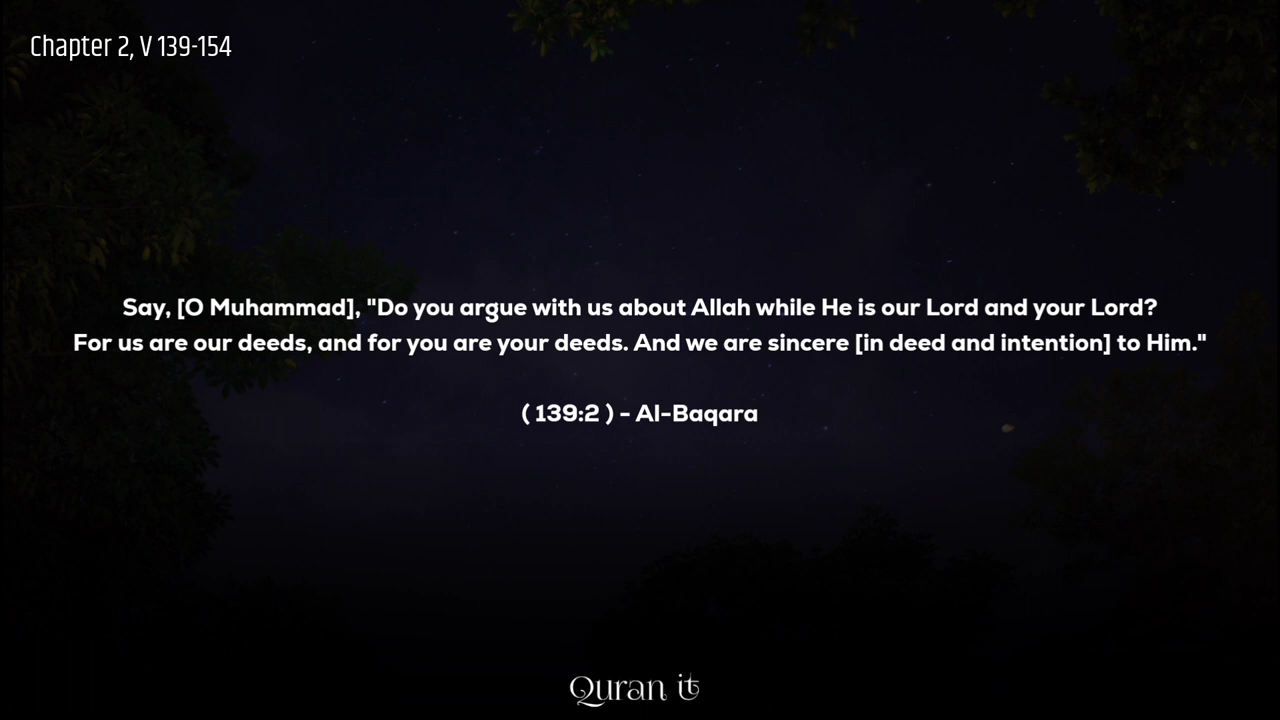 Chapter 2, V 139-154
Say, [O Muhammad], "Do you argue with us about Allah while He is our Lord and your Lord?
For us are our deeds, and for you are your deeds. And we are sincere [in deed and intention] to Him."
( 139:2 ) - Al-Baqara
Quran it